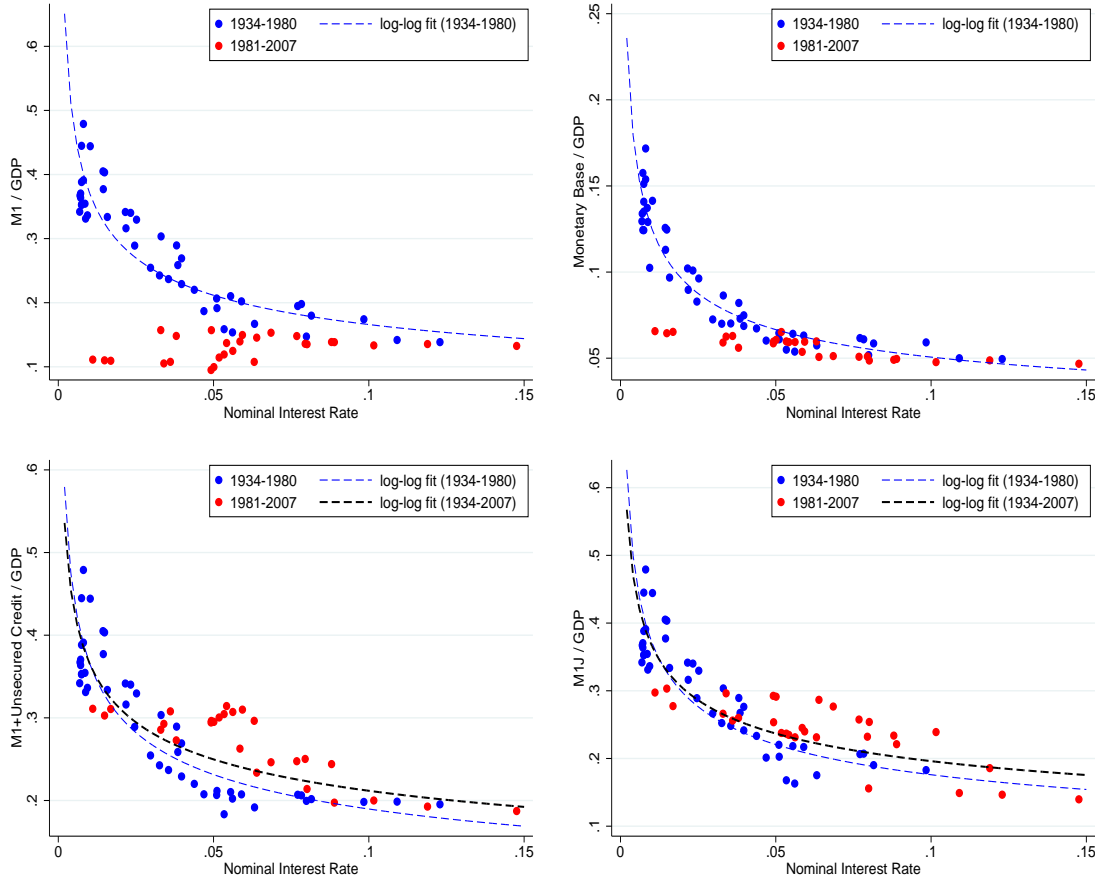 1934-1980 log-log fit (1934-1980)
1981-2007
M1 / GDP
.6
.5
.4
.3
.2
.1
0 .05 .1 .15
Nominal Interest Rate
1934-1980 log-log fit (1934-1980)
1981-2007
Monetary Base / GDP
.25
.2
.15
.1
.05
0 .05 .1 .15
Nominal Interest Rate
1934-1980 log-log fit (1934-1980)
1981-2007 log-log fit (1934-2007)
M1+Unsecured Credit / GDP
.6
.5
.4
.3
.2
0 .05 .1 .15
Nominal Interest Rate
1934-1980 log-log fit (1934-1980)
1981-2007 log-log fit (1934-2007)
M1J / GDP
.6
.5
.4
.3
.2
.1
0 .05 .1 .15
Nominal Interest Rate